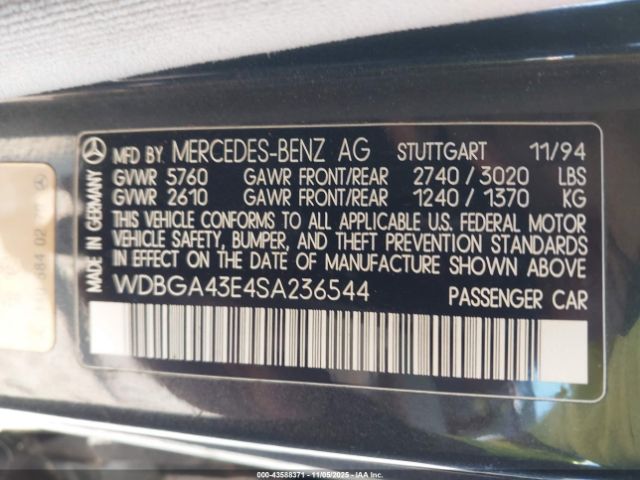 MFD BY MERCEDES-BENZ AG STUTTGART 11/94
GVWR 5760 GAWR FRONT/REAR 2740 / 3020 LBS
GVWR 2610 GAWR FRONT/REAR 1240 / 1370 KG
THIS VEHICLE CONFORMS TO ALL APPLICABLE U.S. FEDERAL MOTOR
VEHICLE SAFETY, BUMPER, AND THEFT PREVENTION STANDARDS
IN EFFECT ON THE DATE OF MANUFACTURE SHOWN ABOVE.
WDBGA43E4SA236544 PASSENGER CAR
MADE IN GERMANY
584 02
000-43588371 - 11/05/2025 - IAA